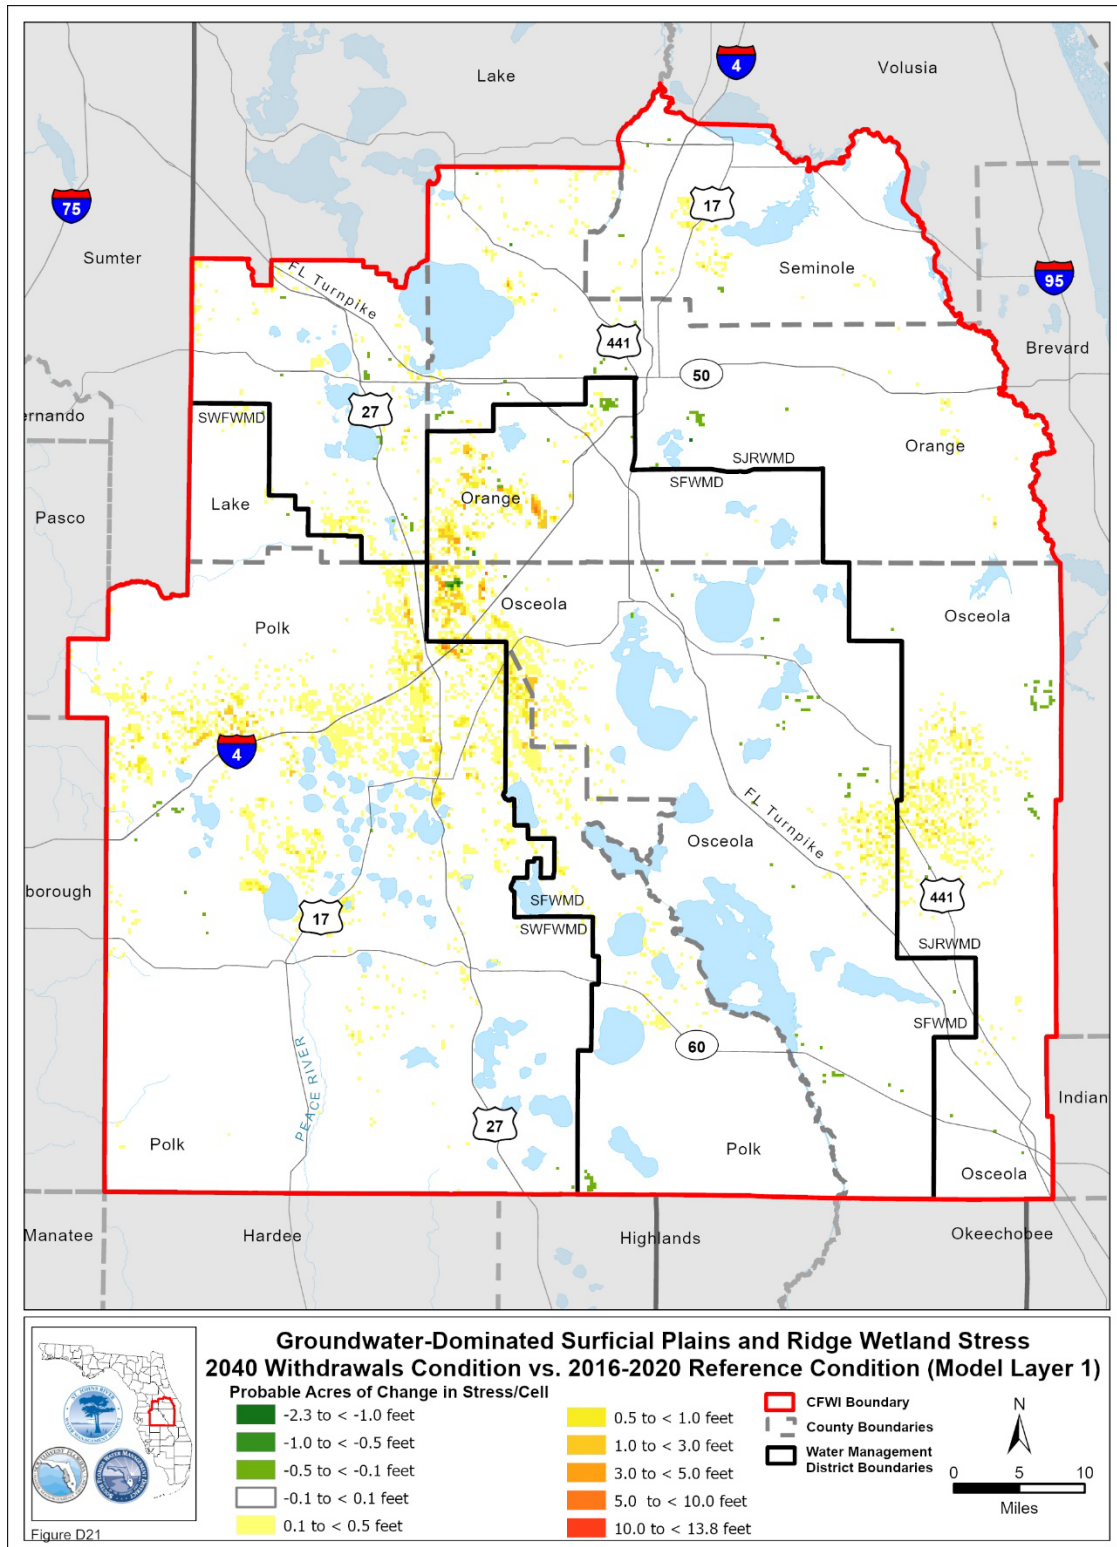 Lake
4
Volusia
75
17
Sumter
Seminole
FL Turnpike
95
441
Brevard
50
ernando
27
SWFWMD
Orange
SJRWMD
SFWMD
Lake
Orange
Pasco
Osceola
Osceola
Polk
4
FL Turnpike
Osceola
borough
441
17
SFWMD
SWFWMD
SJRWMD
SFWMD
60
PEACE RIVER
Indian
27
Polk
Polk
Osceola
Manatee
Hardee
Highlands
Okeechobee
Groundwater-Dominated Surficial Plains and Ridge Wetland Stress
2040 Withdrawals Condition vs. 2016-2020 Reference Condition (Model Layer 1)
Probable Acres of Change in Stress/Cell
-2.3 to < -1.0 feet
-1.0 to < -0.5 feet
-0.5 to < -0.1 feet
-0.1 to < 0.1 feet
0.1 to < 0.5 feet
0.5 to < 1.0 feet
1.0 to < 3.0 feet
3.0 to < 5.0 feet
5.0 to < 10.0 feet
10.0 to < 13.8 feet
CFWI Boundary
County Boundaries
Water Management
District Boundaries
N
0 5 10
Miles
Figure D21